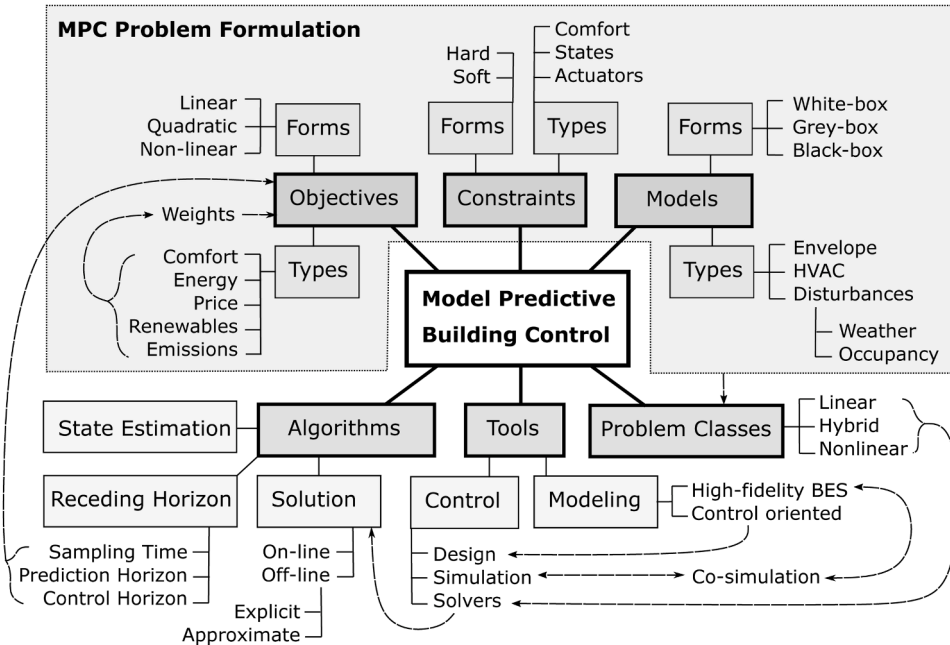 MPC Problem Formulation
Linear
Quadratic
Non-linear
Forms
Hard
Soft
Forms
Comfort
States
Actuators
Types
Forms
White-box
Grey-box
Black-box
Objectives
Constraints
Models
Weights
Comfort
Energy
Price
Renewables
Emissions
Types
Model Predictive
Building Control
Types
Envelope
HVAC
Disturbances
Weather
Occupancy
State Estimation
Algorithms
Tools
Problem Classes
Linear
Hybrid
Nonlinear
Receding Horizon
Solution
Control
Modeling
High-fidelity BES
Control oriented
Sampling Time
Prediction Horizon
Control Horizon
On-line
Off-line
Explicit
Approximate
Design
Simulation
Solvers
Co-simulation